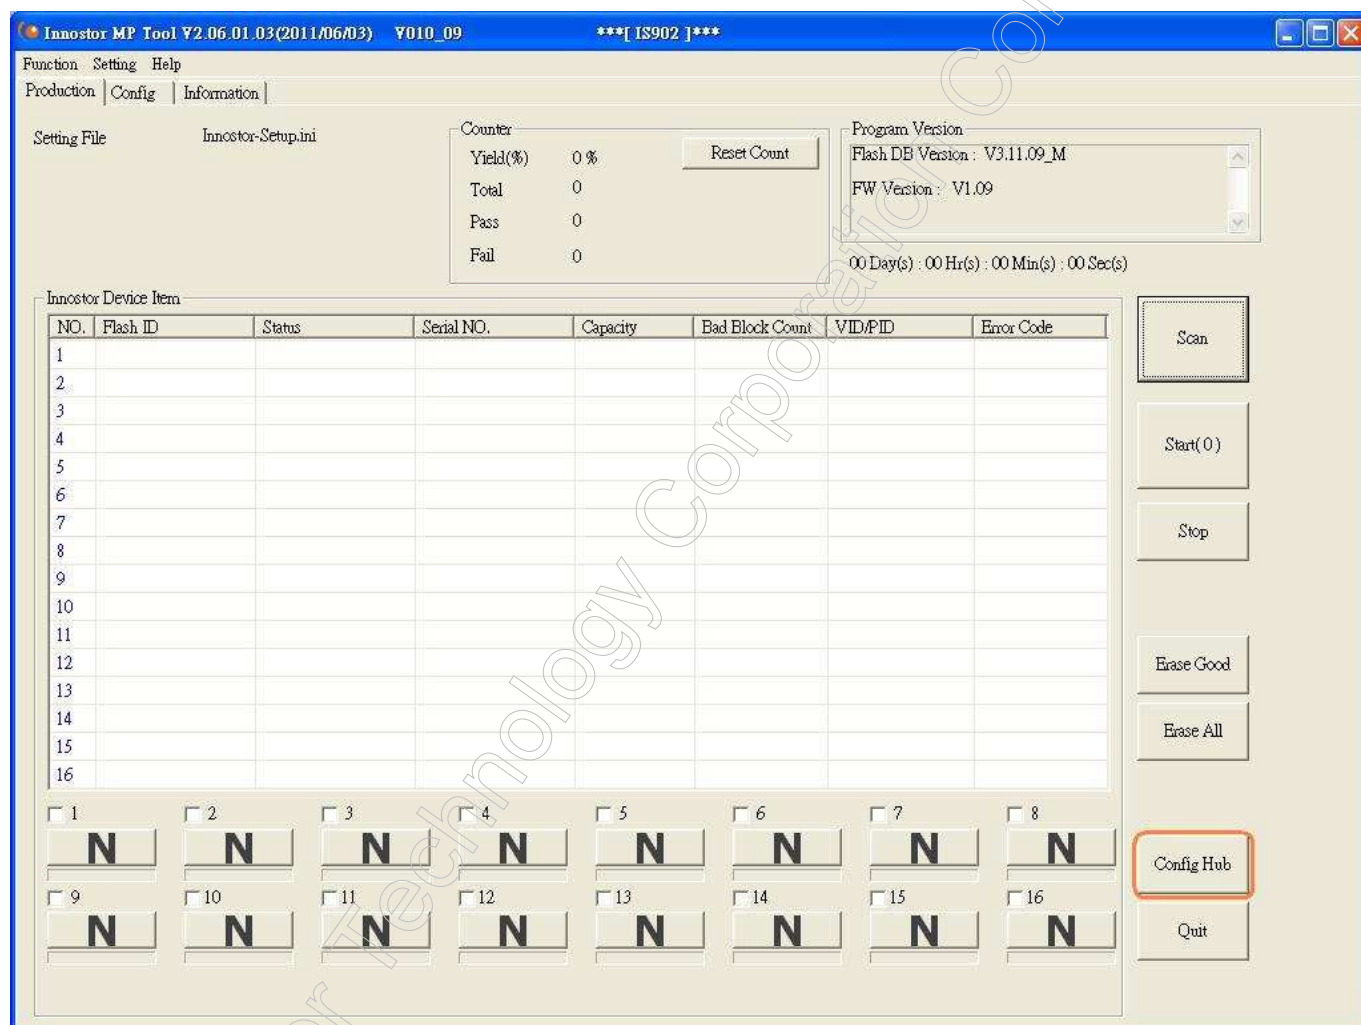 Innostor MP Tool V2.06.01.03(2011/06/03) V010_09 ***[ IS902 ]***
Function Setting Help
Production Config Information
Setting File Innostor-Setup.ini
Counter
Yield(%) 0 %
Total 0
Pass 0
Fail 0
Reset Count
Program Version
Flash DB Version : V3.11.09_M
FW Version : V1.09
00 Day(s) : 00 Hr(s) : 00 Min(s) : 00 Sec(s)
Innostor Device Item
NO. Flash ID Status Serial NO. Capacity Bad Block Count VID/PID Error Code
1
2
3
4
5
6
7
8
9
10
11
12
13
14
15
16
Scan
Start( 0 )
Stop
Erase Good
Erase All
Config Hub
Quit
1 2 3 4 5 6 7 8
N N N N N N N N
9 10 11 12 13 14 15 16
N N N N N N N N
Technology Corporation